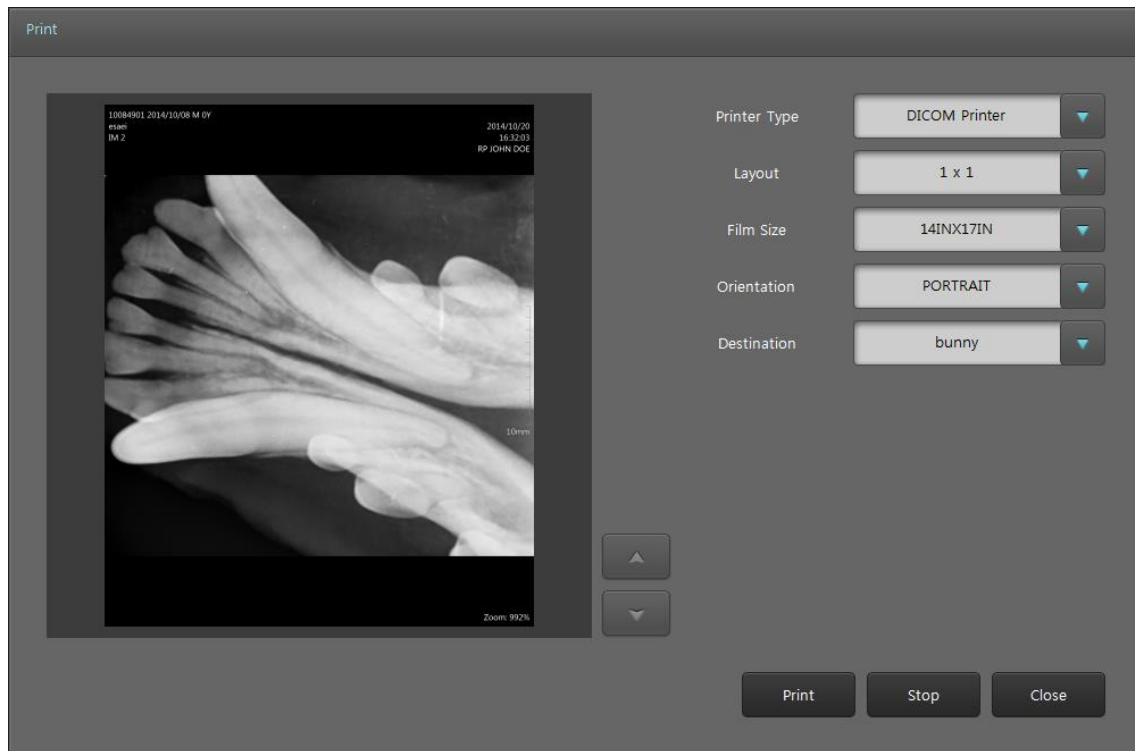 Print
10084901 2014/10/08 M 0Y
esaei
IM 2
2014/10/20
16:32:03
RP JOHN DOE
10mm
Zoom: 992%
Printer Type
DICOM Printer
Layout
1 x 1
Film Size
14INX17IN
Orientation
PORTRAIT
Destination
bunny
Print
Stop
Close